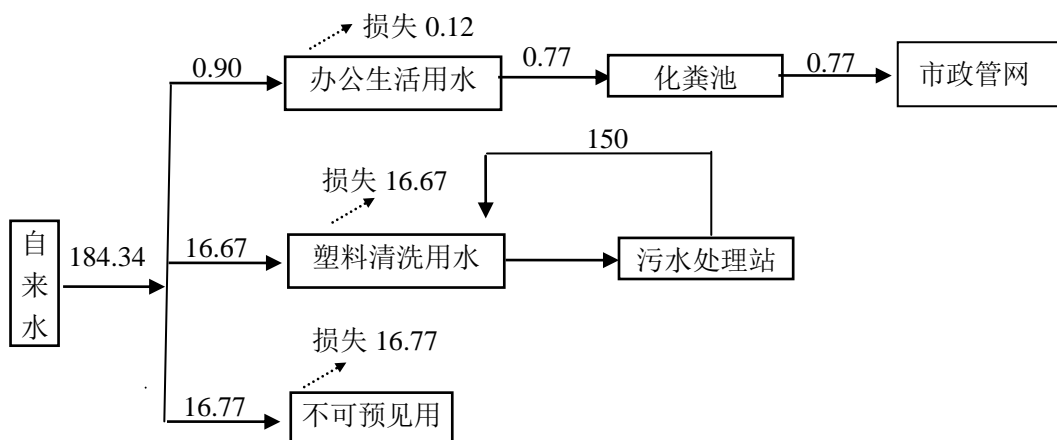 损失 0.12
0.90
办公生活用水
0.77
化粪池
0.77
市政管网
150
损失 16.67
自来水
184.34
16.67
塑料清洗用水
污水处理站
损失 16.77
16.77
不可预见用